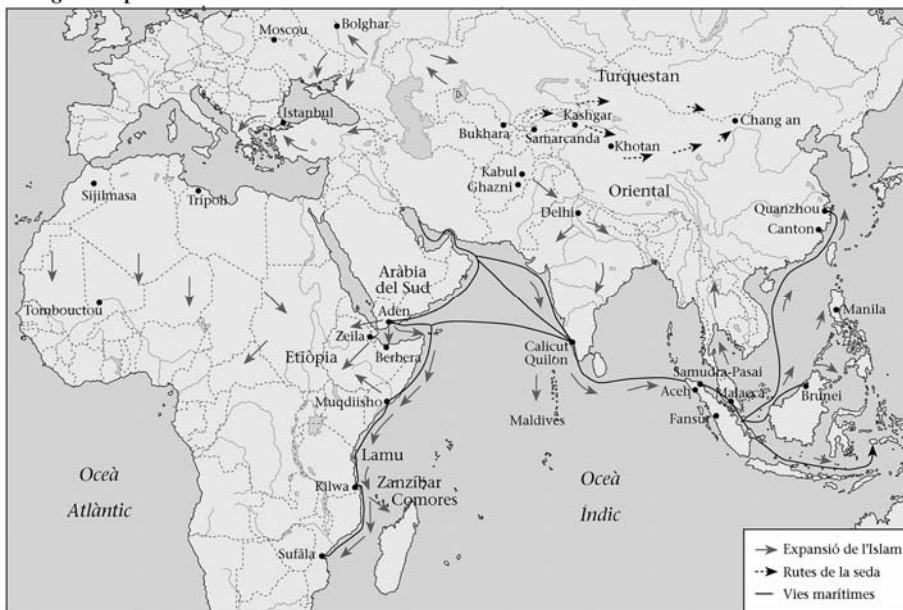 Moscou
Bolghar
Istanbul
Turquestan
Bukhara
Kashgar
Samarcanda
Khotan
Chang an
Kabul
Ghazni
Oriental
Sijilmasa
Trípoli
Delhi
Quanzhou
Canton
Aràbia
del Sud
Tombouctou
Aden
Zeila
Etiòpia
Berbera
Manila
Calicut
Quilon
Samudra-Pasai
Aceh
Malacca
Brunei
Muqdiisho
Maldives
Fansur
Lamu
Oceà
Atlàntic
Kilwa
Zanzíbar
Comores
Oceà
Índic
Sufâla
Expansió de l'Islam
Rutes de la seda
Vies marítimes